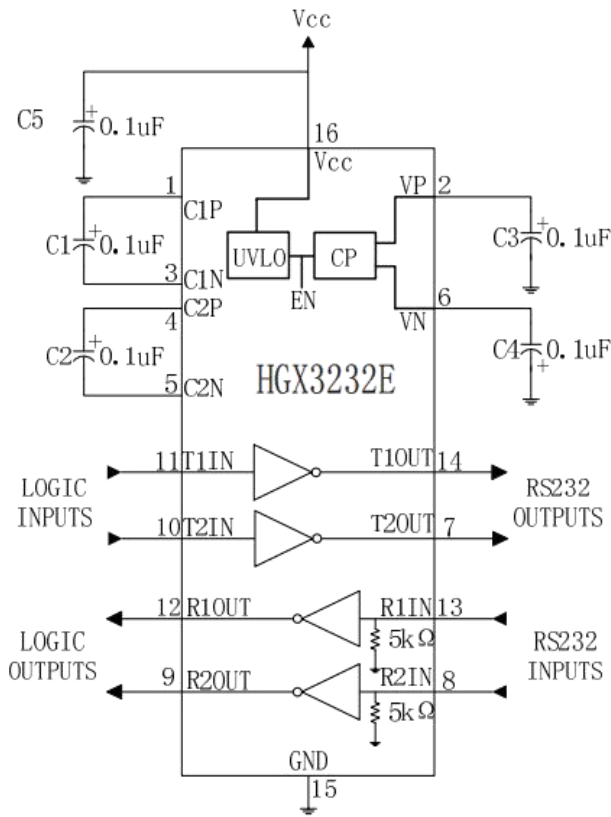 Vcc
C5
+
0.1uF
16
Vcc
1
C1P
VP
2
C1
+
0.1uF
UVLO
CP
C3
+
0.1uF
3
C1N
EN
C2P
4
VN
6
C2
+
0.1uF
C4
0.1uF
+
5
C2N
HGX3232E
LOGIC
INPUTS
11
T1IN
T1OUT
14
RS232
OUTPUTS
10
T2IN
T2OUT
7
LOGIC
OUTPUTS
12
R1OUT
R1IN
13
5kΩ
RS232
INPUTS
9
R2OUT
R2IN
8
5kΩ
GND
15